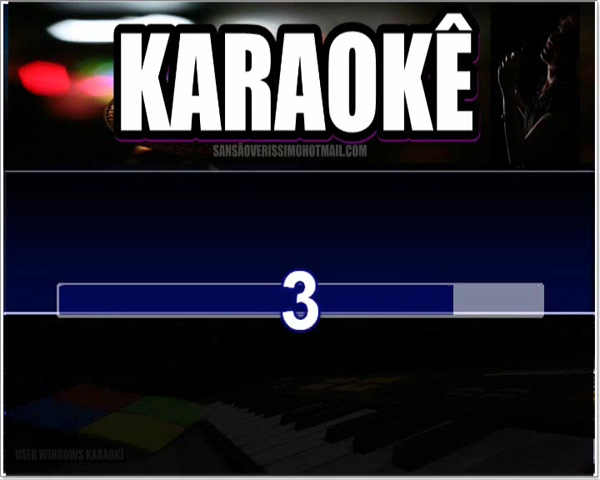 KARAOKÊ
SANSÃOVERISSIMOHOTMAIL.COM
3
USER WINDOWS KARAOKÊ